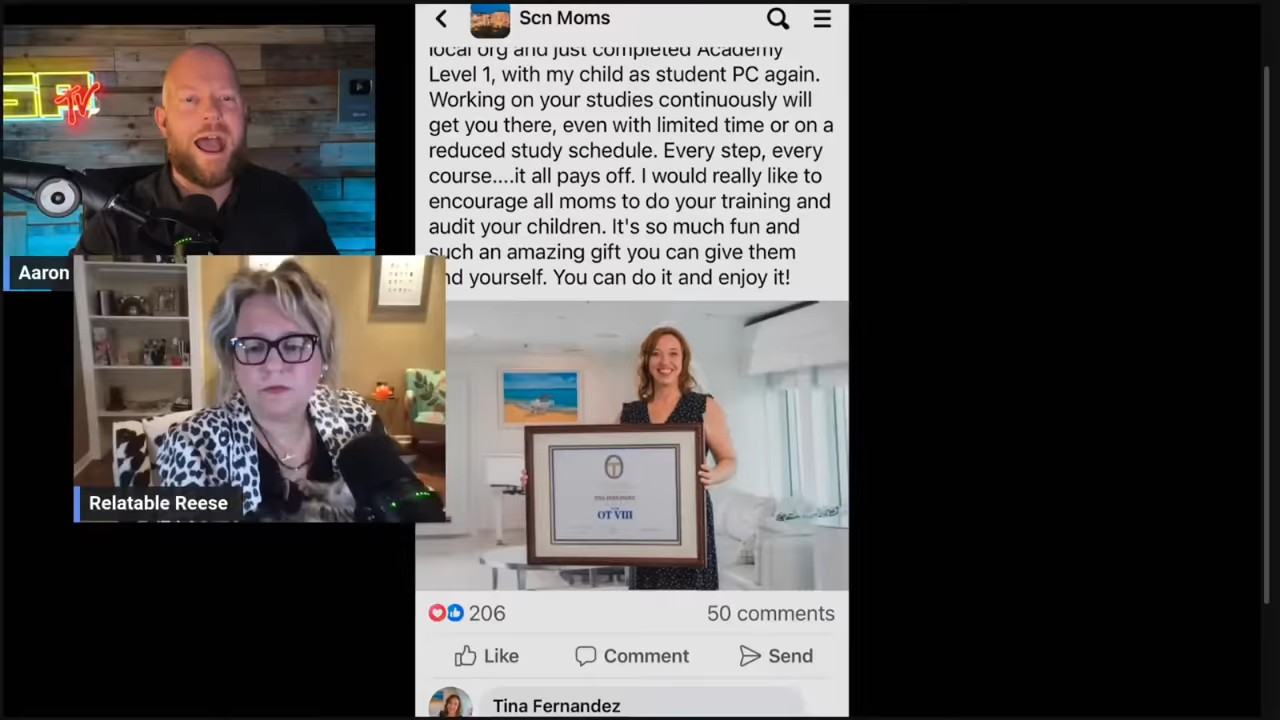 Scn Moms
local org and just completed Academy
Level 1, with my child as student PC again.
Working on your studies continuously will
get you there, even with limited time or on a
reduced study schedule. Every step, every
course....it all pays off. I would really like to
encourage all moms to do your training and
audit your children. It's so much fun and
such an amazing gift you can give them
nd yourself. You can do it and enjoy it!
TV
Aaron
Relatable Reese
TINA FERNANDEZ
OT VIII
206
50 comments
Like
Comment
Send
Tina Fernandez